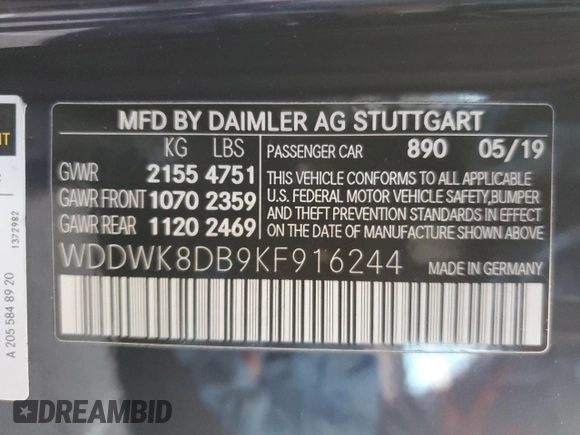 MFD BY DAIMLER AG STUTTGART
KG LBS
GVWR 2155 4751
GAWR FRONT 1070 2359
GAWR REAR 1120 2469
PASSENGER CAR 890 05/19
THIS VEHICLE CONFORMS TO ALL APPLICABLE
U.S. FEDERAL MOTOR VEHICLE SAFETY,BUMPER
AND THEFT PREVENTION STANDARDS IN EFFECT
ON THE DATE OF MANUFACTURE SHOWN ABOVE.
WDDWK8DB9KF916244 MADE IN GERMANY
1372982
A 205 584 89 20
DREAMBID